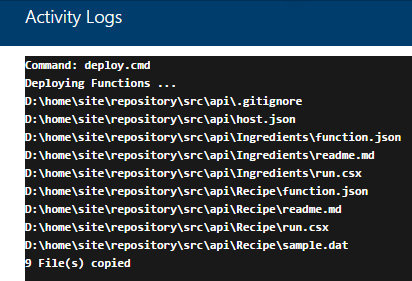 Activity Logs
Command: deploy.cmd
Deploying Functions ...
D:\home\site\repository\src\api\.gitignore
D:\home\site\repository\src\api\host.json
D:\home\site\repository\src\api\Ingredients\function.json
D:\home\site\repository\src\api\Ingredients\readme.md
D:\home\site\repository\src\api\Ingredients\run.csx
D:\home\site\repository\src\api\Recipe\function.json
D:\home\site\repository\src\api\Recipe\readme.md
D:\home\site\repository\src\api\Recipe\run.csx
D:\home\site\repository\src\api\Recipe\sample.dat
9 File(s) copied